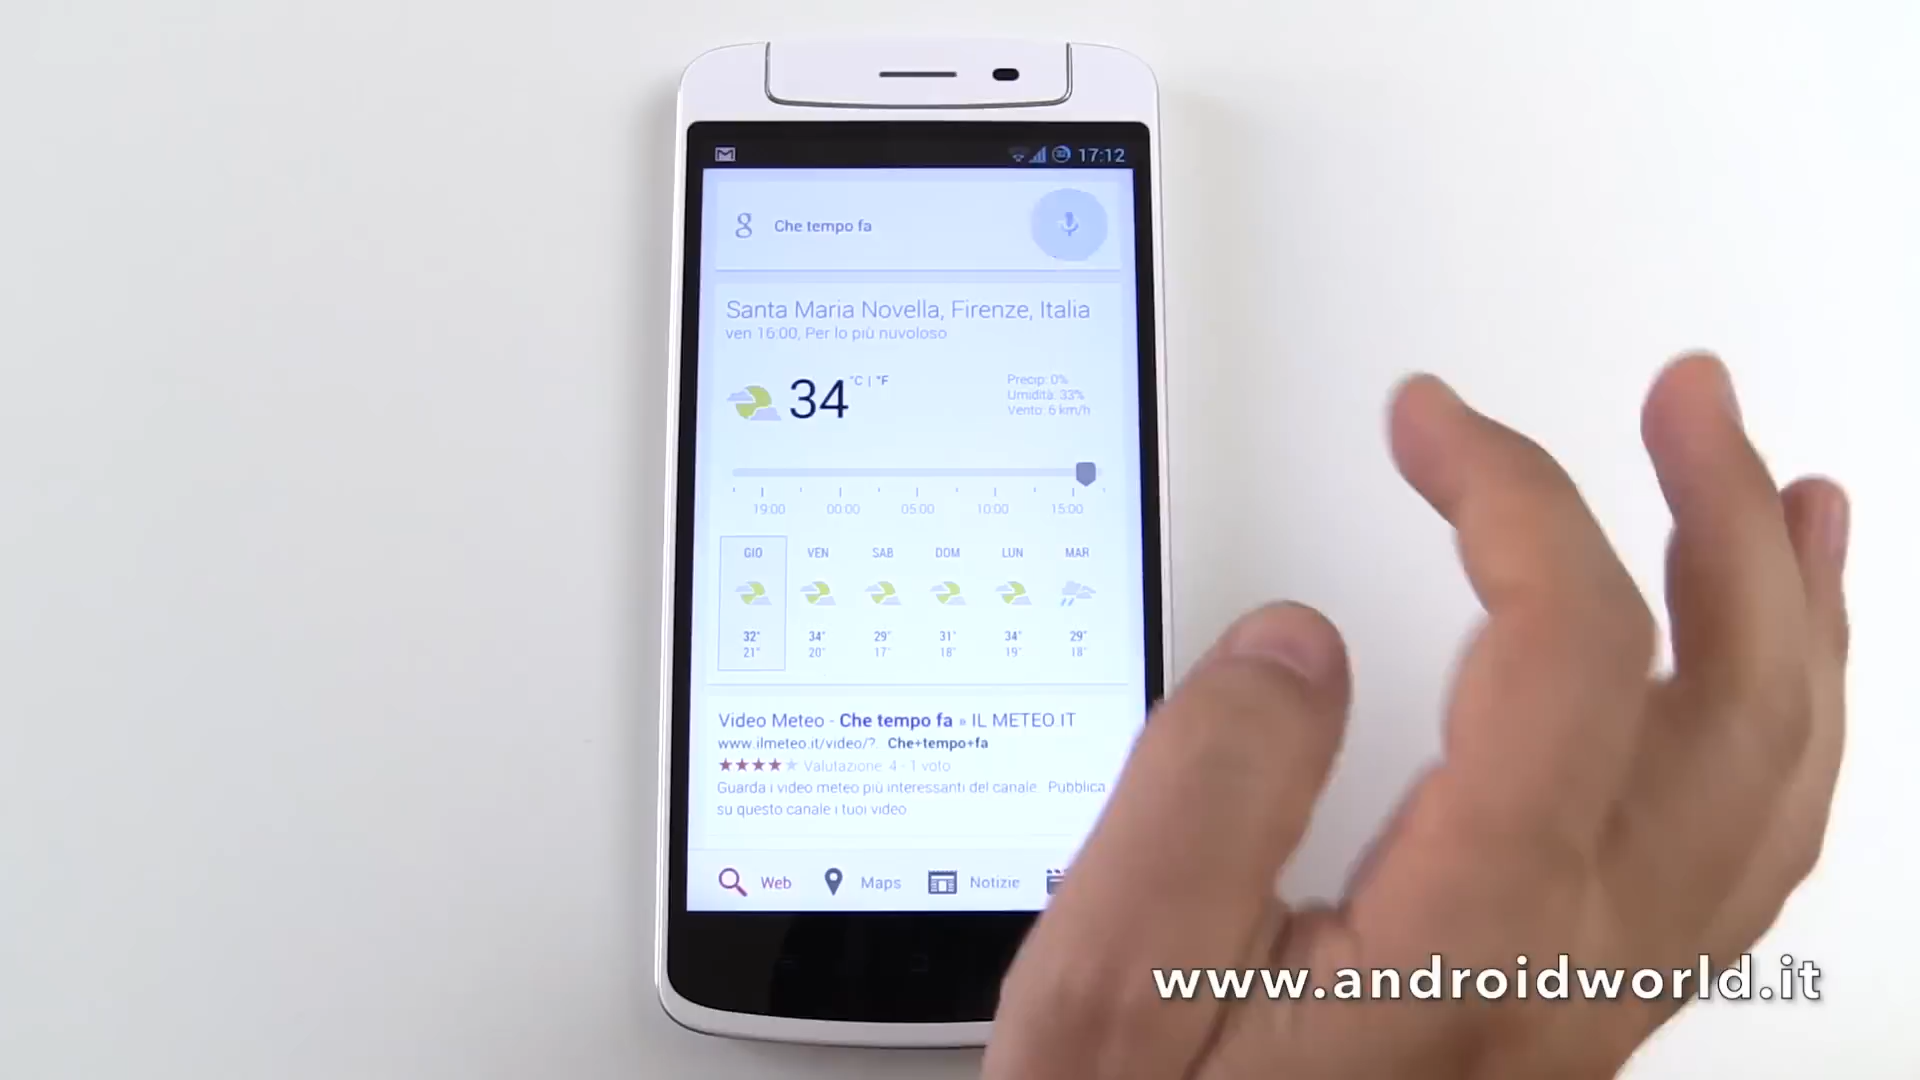 17:12
g Che tempo fa
Santa Maria Novella, Firenze, Italia
ven 16:00, Per lo più nuvoloso
34 °C | °F
Precip: 0%
Umidità: 33%
Vento: 6 km/h
19:00 00:00 05:00 10:00 15:00
GIO VEN SAB DOM LUN MAR
32° 34° 29° 31° 34° 29°
21° 20° 17° 18° 19° 18°
Video Meteo - Che tempo fa » IL METEO IT
www.ilmeteo.it/video/? Che+tempo+fa
Valutazione: 4 - 1 voto
Guarda i video meteo più interessanti del canale. Pubblica
su questo canale i tuoi video
Web Maps Notizie
www.androidworld.it